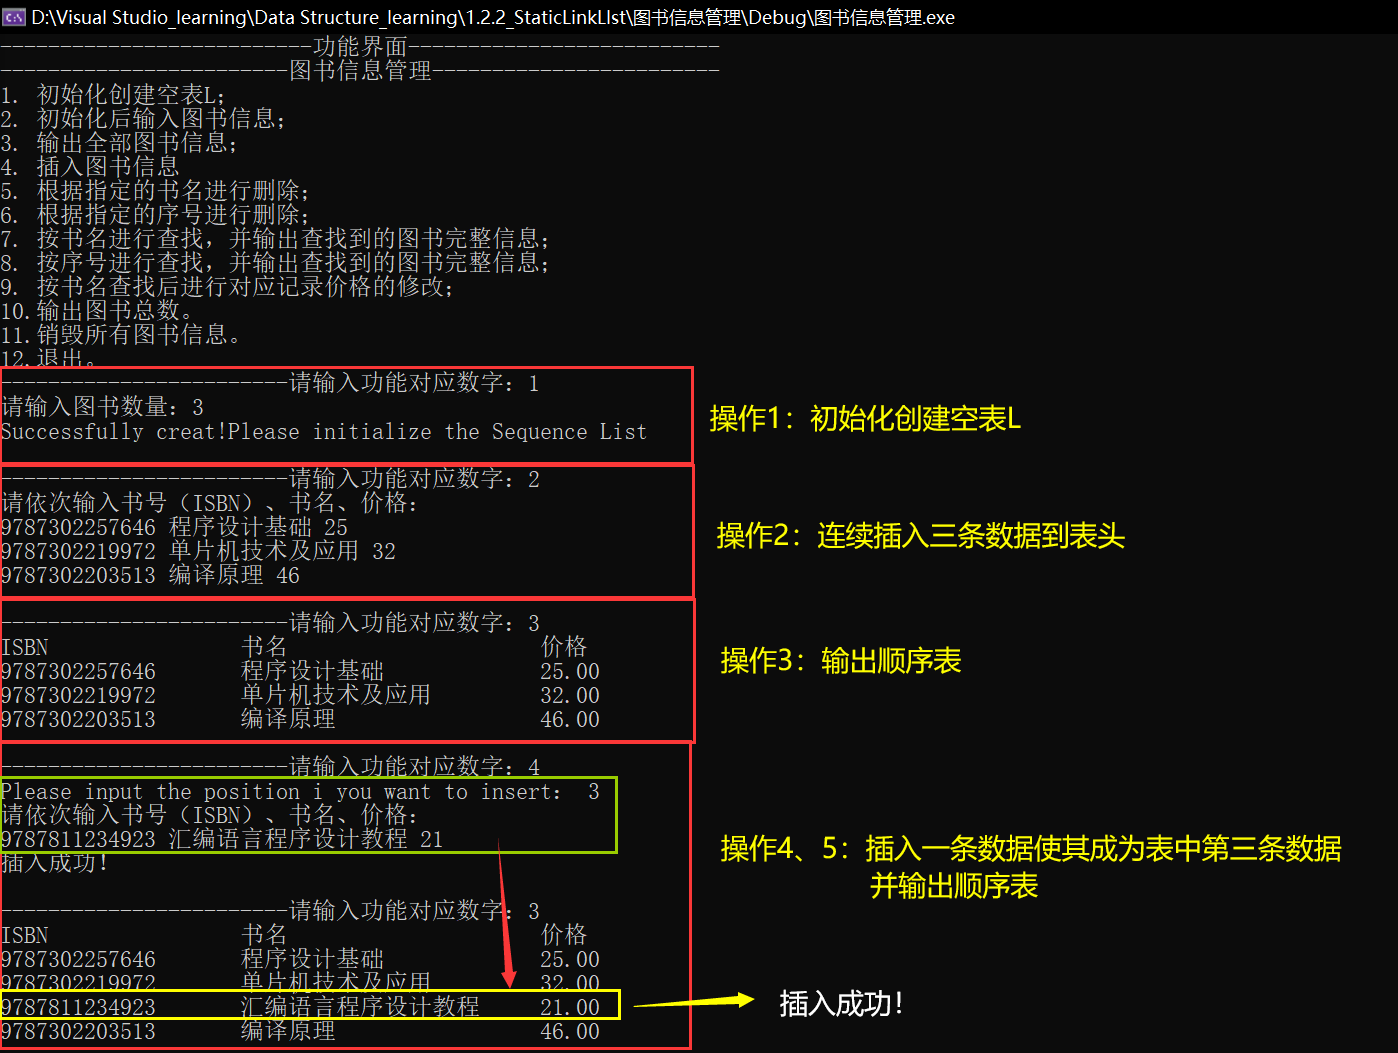 D:\Visual Studio_learning\Data Structure_learning\1.2.2_StaticLinkLIst\图书信息管理\Debug\图书信息管理.exe
--------------------------功能界面--------------------------
------------------------图书信息管理------------------------
1. 初始化创建空表L；
2. 初始化后输入图书信息；
3. 输出全部图书信息；
4. 插入图书信息
5. 根据指定的书名进行删除；
6. 根据指定的序号进行删除；
7. 按书名进行查找，并输出查找到的图书完整信息；
8. 按序号进行查找，并输出查找到的图书完整信息；
9. 按书名查找后进行对应记录价格的修改；
10.输出图书总数。
11.销毁所有图书信息。
12.退出。
------------------------请输入功能对应数字：1
请输入图书数量：3
Successfully creat!Please initialize the Sequence List
操作1：初始化创建空表L
------------------------请输入功能对应数字：2
请依次输入书号（ISBN）、书名、价格：
9787302257646 程序设计基础 25
9787302219972 单片机技术及应用 32
9787302203513 编译原理 46
操作2：连续插入三条数据到表头
------------------------请输入功能对应数字：3
ISBN 书名 价格
9787302257646 程序设计基础 25.00
9787302219972 单片机技术及应用 32.00
9787302203513 编译原理 46.00
操作3：输出顺序表
------------------------请输入功能对应数字：4
Please input the position i you want to insert： 3
请依次输入书号（ISBN）、书名、价格：
9787811234923 汇编语言程序设计教程 21
插入成功！
操作4、5：插入一条数据使其成为表中第三条数据
并输出顺序表
------------------------请输入功能对应数字：3
ISBN 书名 价格
9787302257646 程序设计基础 25.00
9787302219972 单片机技术及应用 32.00
9787811234923 汇编语言程序设计教程 21.00
9787302203513 编译原理 46.00
插入成功！